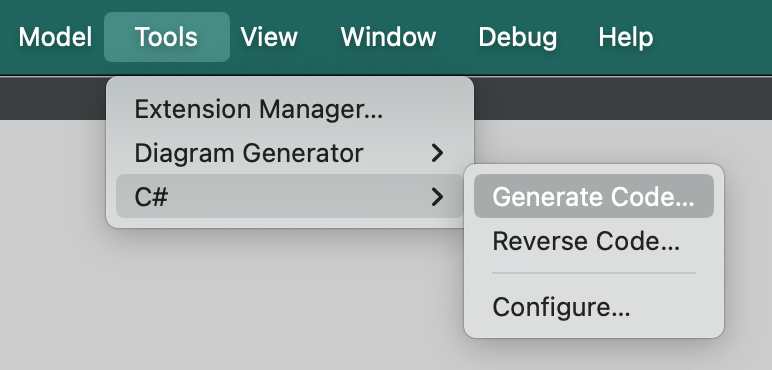 Model Tools View Window Debug Help
Extension Manager...
Diagram Generator
C#
Generate Code...
Reverse Code...
Configure...